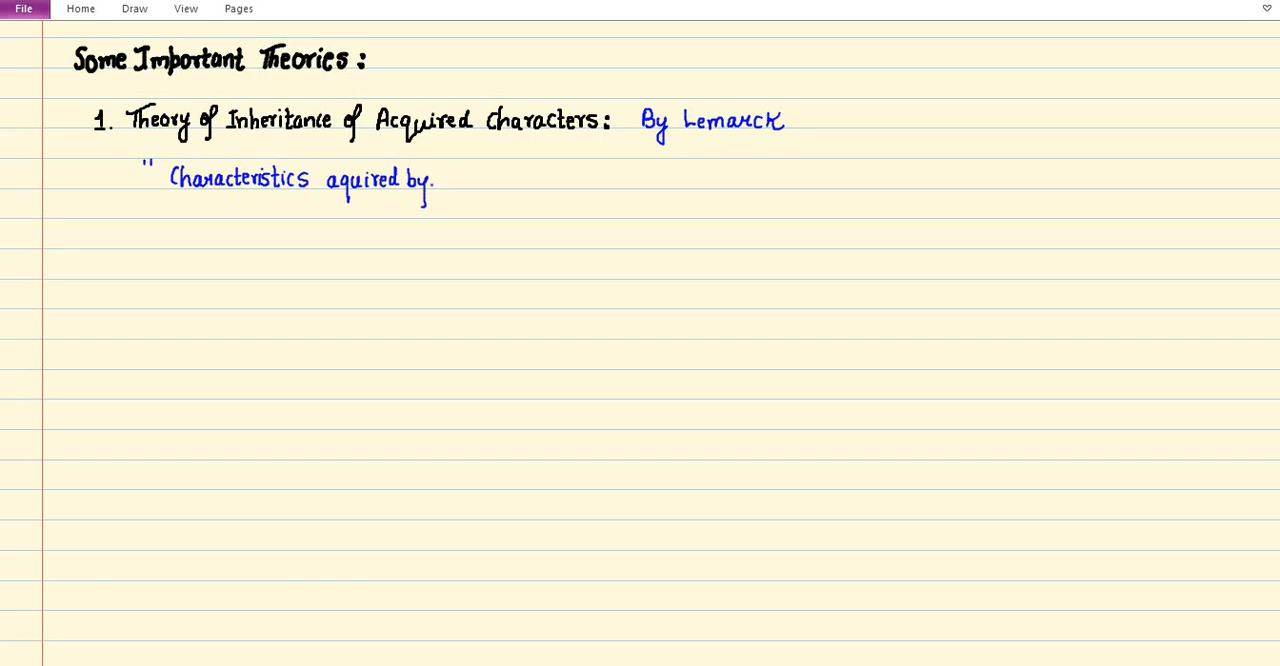 File Home Draw View Pages
Some Important Theories :
1. Theory of Inheritance of Acquired Characters : By Lemarck
" Characteristics aquired by.